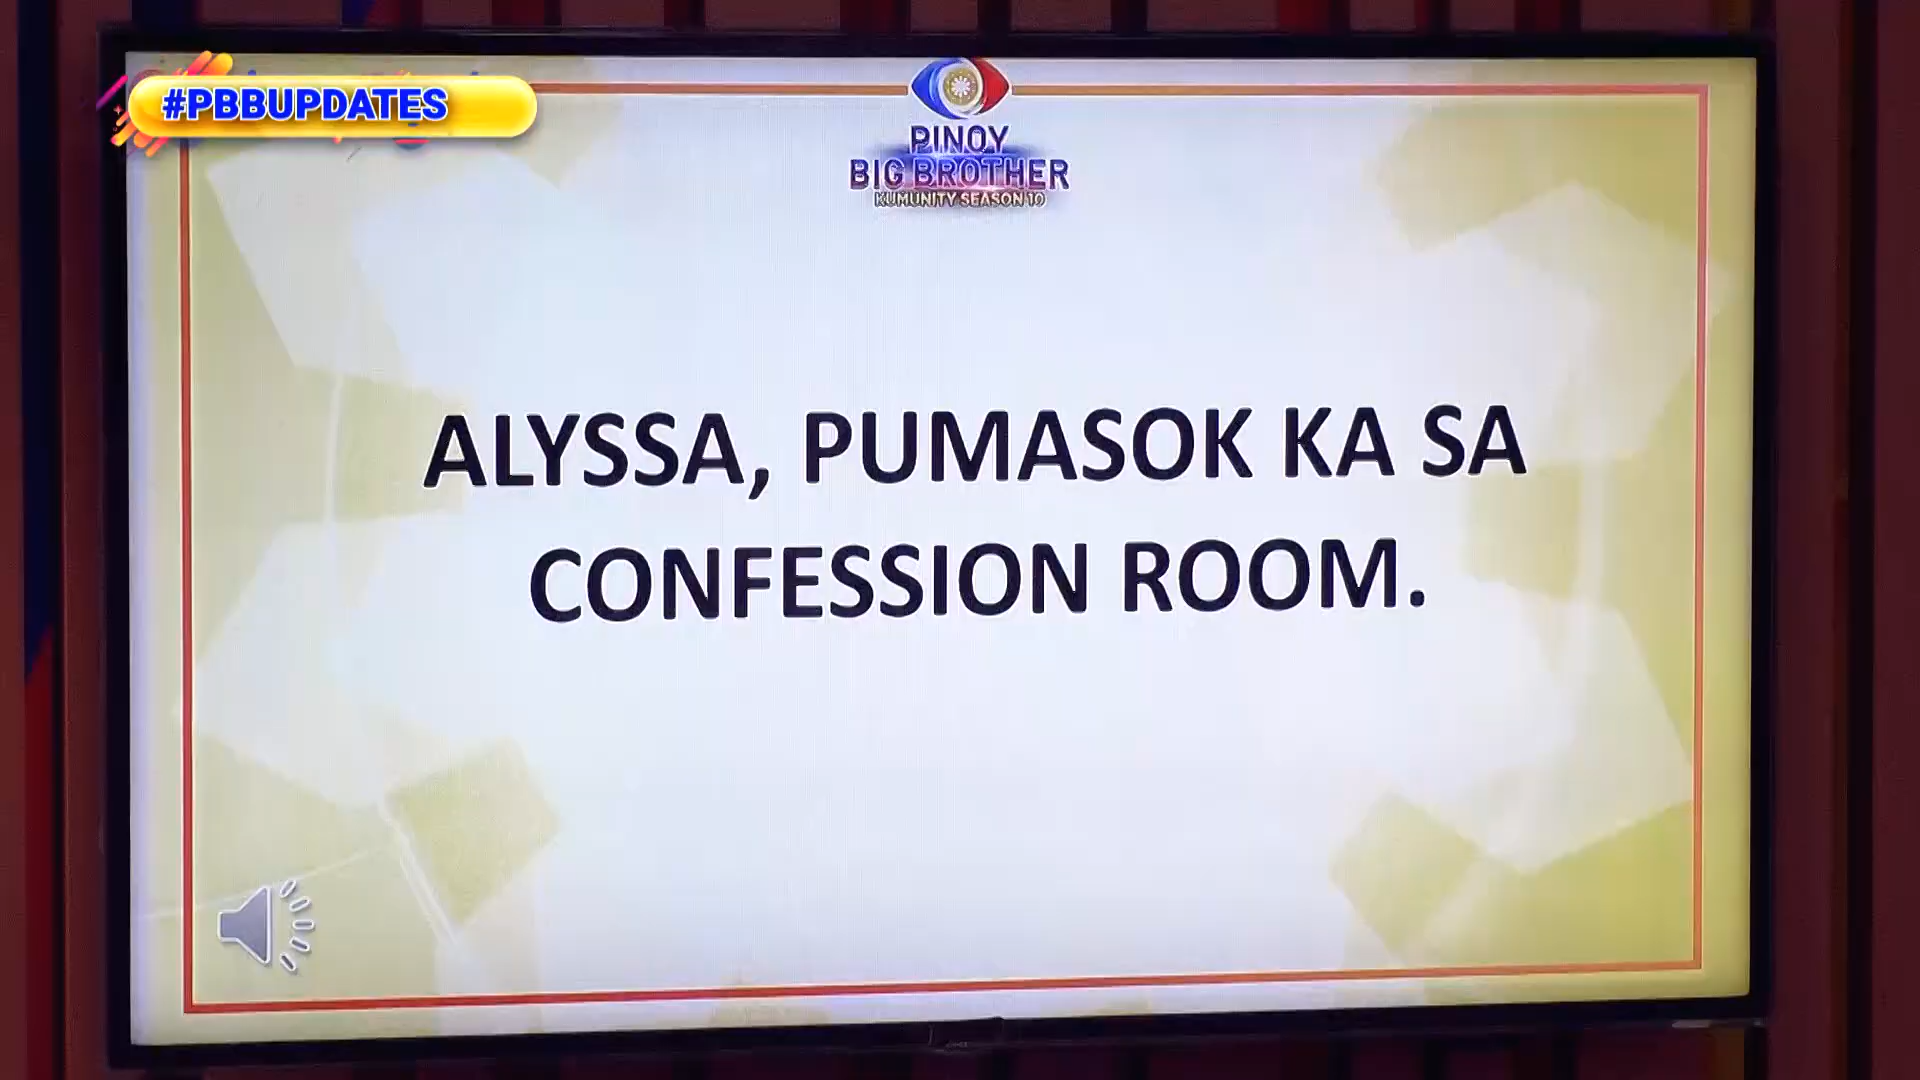 #PBBUPDATES
PINOY
BIG BROTHER
KUMUNITY SEASON 10
ALYSSA, PUMASOK KA SA
CONFESSION ROOM.